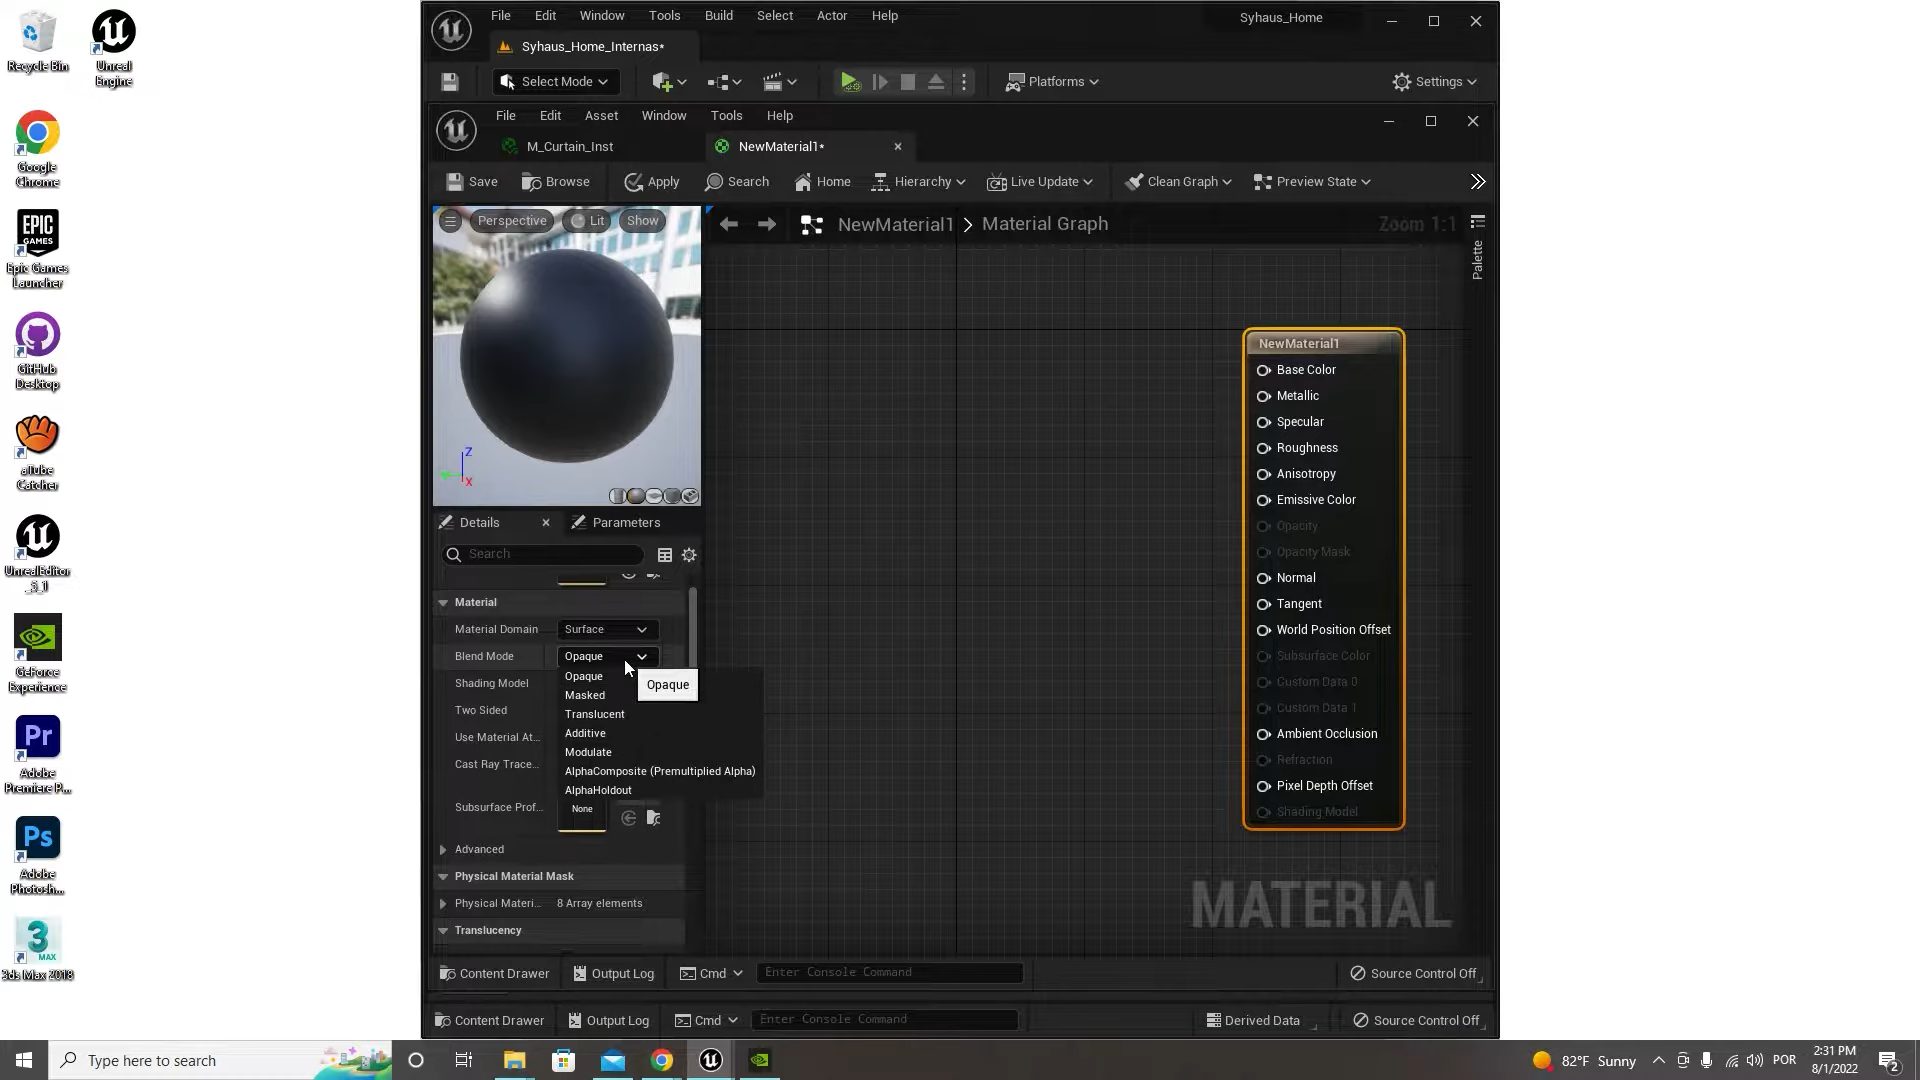 Recycle Bin
Unreal Engine
Google Chrome
EPIC GAMES
Epic Games Launcher
GitHub Desktop
aTube Catcher
UnrealEditor_5_1
GeForce Experience
Pr
Adobe Premiere P...
Ps
Adobe Photosh...
3 MAX
3ds Max 2018
File Edit Window Tools Build Select Actor Help
Syhaus_Home
Syhaus_Home_Internas*
Select Mode
Platforms
Settings
File Edit Asset Window Tools Help
M_Curtain_Inst
NewMaterial1*
Save Browse Apply Search Home Hierarchy Live Update Clean Graph Preview State
Perspective Lit Show
NewMaterial1 > Material Graph
Zoom 1:1
Palette
Z
X
NewMaterial1
Base Color
Metallic
Specular
Roughness
Anisotropy
Emissive Color
Opacity
Opacity Mask
Normal
Tangent
World Position Offset
Subsurface Color
Custom Data 0
Custom Data 1
Ambient Occlusion
Refraction
Pixel Depth Offset
Shading Model
MATERIAL
Details Parameters
Search
Material
Material Domain Surface
Blend Mode Opaque
Opaque
Opaque
Masked
Translucent
Additive
Modulate
AlphaComposite (Premultiplied Alpha)
AlphaHoldout
Shading Model
Two Sided
Use Material At...
Cast Ray Trace...
Subsurface Prof...
None
Advanced
Physical Material Mask
Physical Materi... 8 Array elements
Translucency
Content Drawer Output Log Cmd Enter Console Command Source Control Off
Content Drawer Output Log Cmd Enter Console Command Derived Data Source Control Off
Type here to search
82°F Sunny
POR
2:31 PM
8/1/2022
2